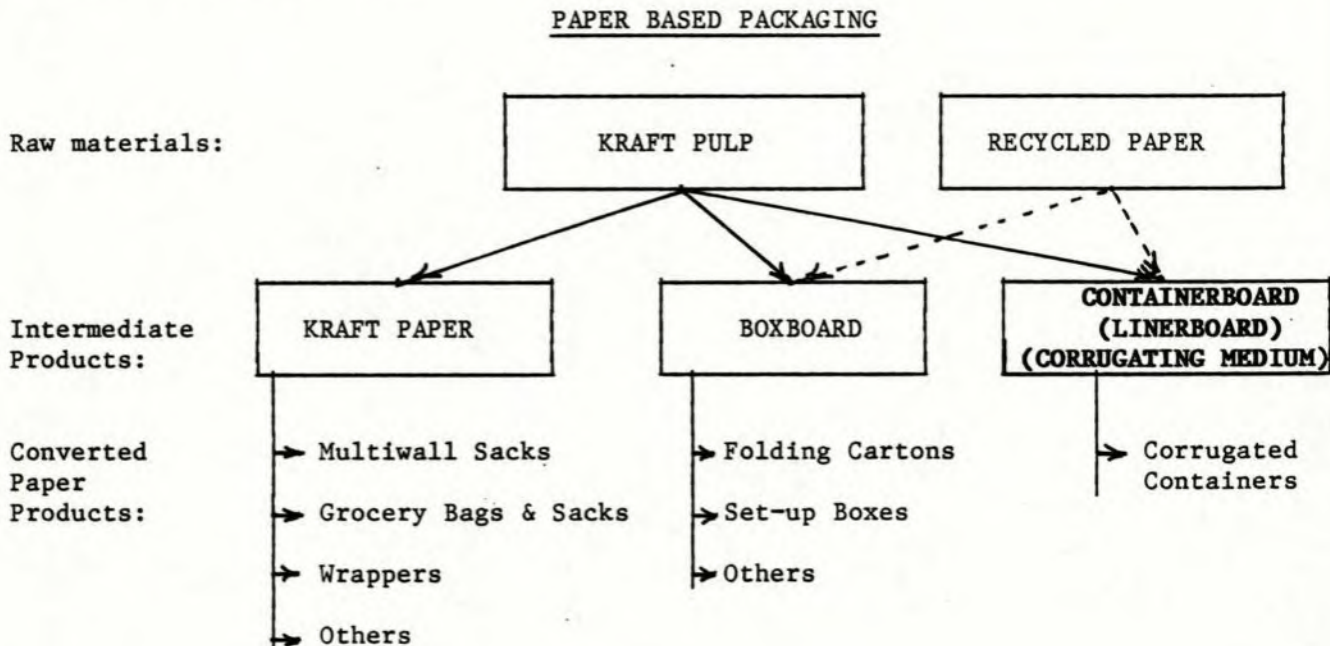 PAPER BASED PACKAGING
Raw materials:
KRAFT PULP
RECYCLED PAPER
Intermediate
Products:
KRAFT PAPER
BOXBOARD
CONTAINERBOARD
(LINERBOARD)
(CORRUGATING MEDIUM)
Converted
Paper
Products:
Multiwall Sacks
Grocery Bags & Sacks
Wrappers
Others
Folding Cartons
Set-up Boxes
Others
Corrugated
Containers